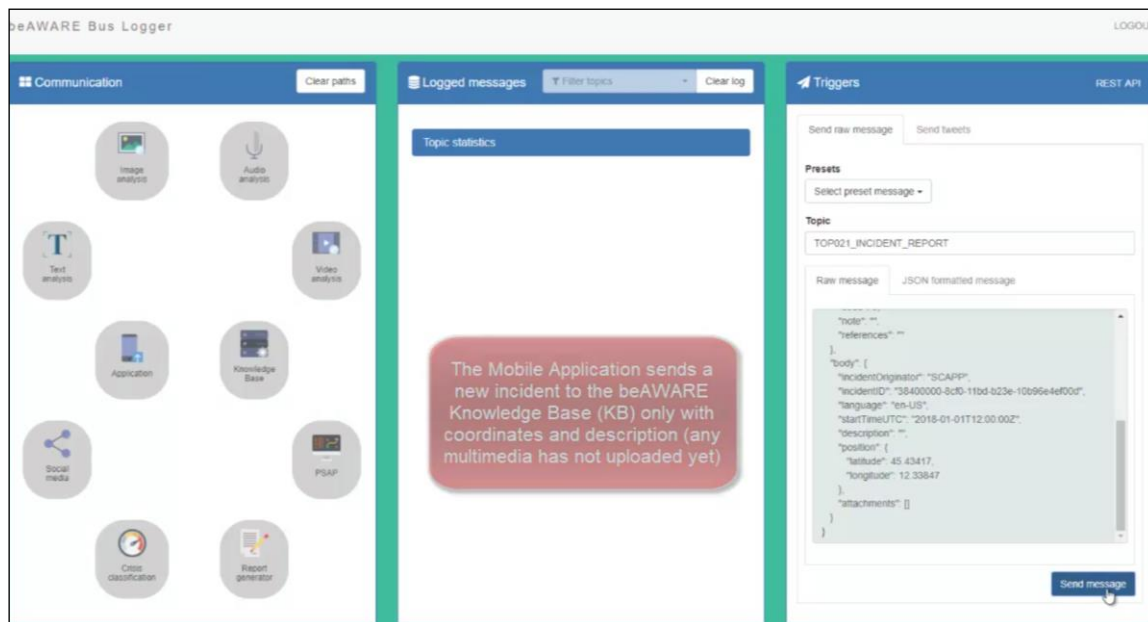 beAWARE Bus Logger
LOGOU
Communication
Clear paths
Image
analysis
Audio
analysis
Text
analysis
Video
analysis
Application
Knowledge
Base
Social
media
PSAP
Crisis
classification
Report
generator
Logged messages
Filter topics
Clear log
Topic statistics
The Mobile Application sends a
new incident to the beAWARE
Knowledge Base (KB) only with
coordinates and description (any
multimedia has not uploaded yet)
Triggers
REST API
Send raw message
Send tweets
Presets
Select preset message
Topic
TOP021_INCIDENT_REPORT
Raw message
JSON formatted message
"note": "",
"references": ""
},
"body": {
"incidentOriginator": "SCAPP",
"incidentID": "38400000-8cf0-11bd-b23e-10b96e4ef00d",
"language": "en-US",
"startTimeUTC": "2018-01-01T12:00:00Z",
"description": "",
"position": {
"latitude": 45.43417,
"longitude": 12.33847
},
"attachments": []
}
}
Send message